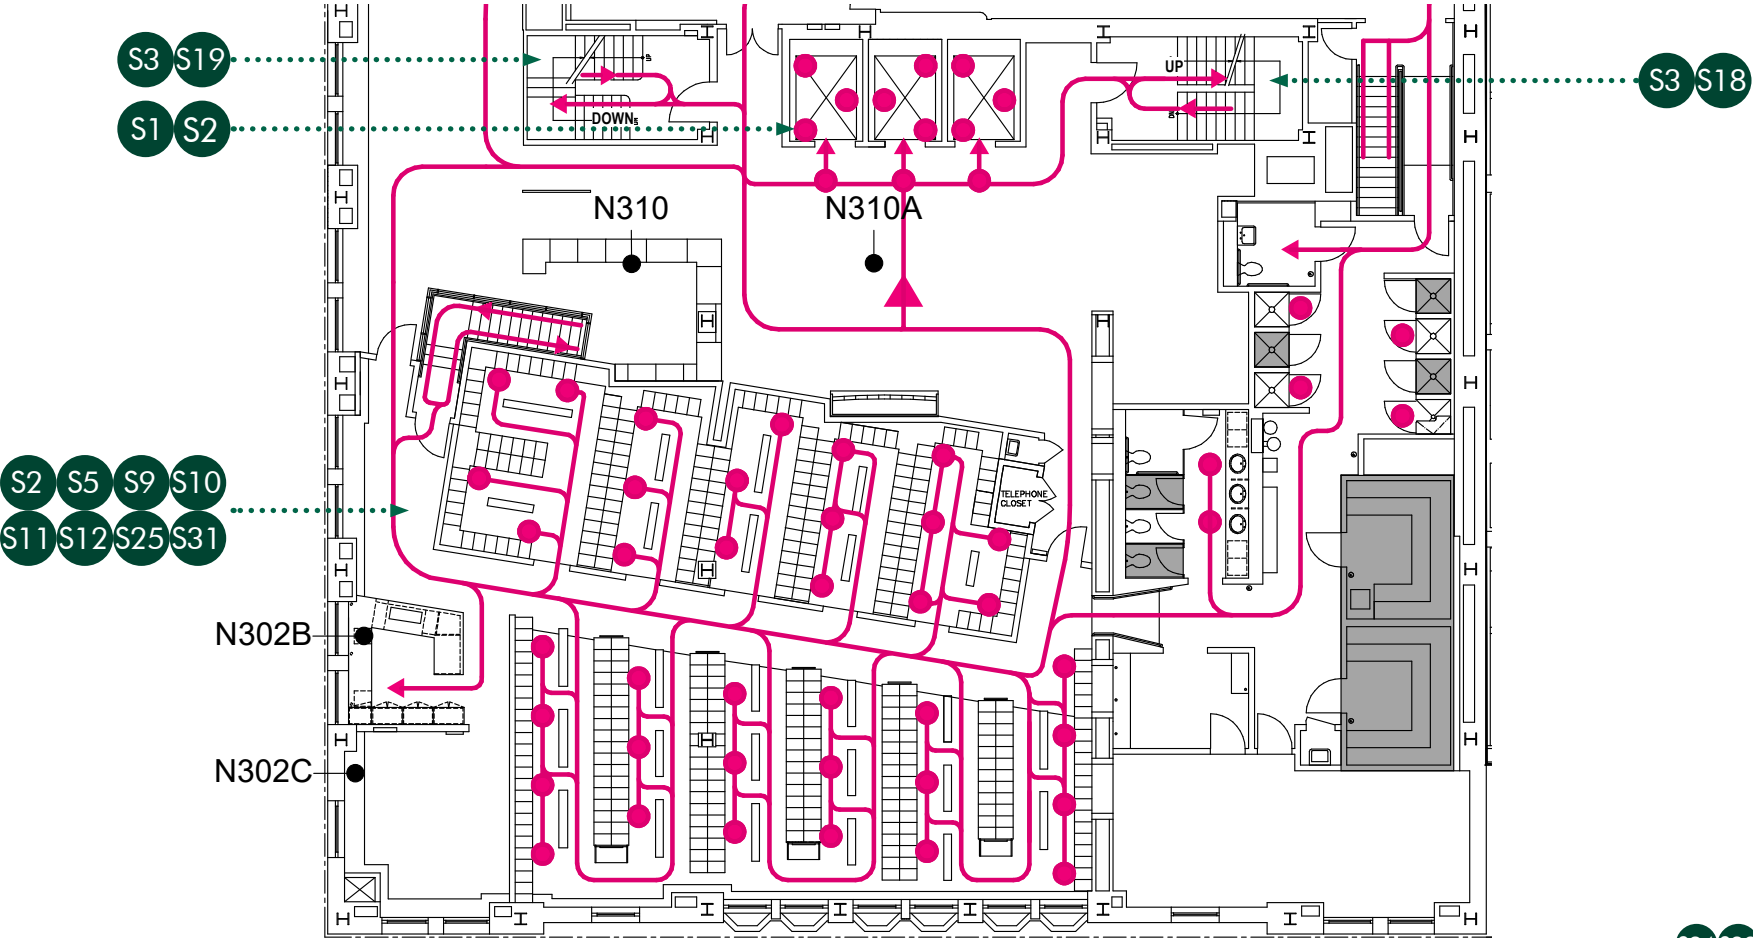 S3 S19
UP
UP
S3 S18
S1 S2
DOWN
N310
N310A
S2 S5 S9 S10
TELEPHONE
CLOSET
S11 S12 S25 S31
N302B
N302C